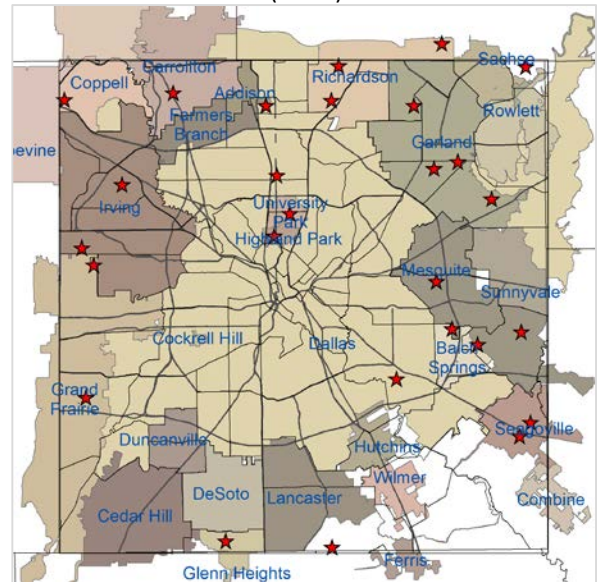 Coppell
Carrollton
Addison
Richardson
Sachse
Farmers
Branch
Rowlett
Garland
evine
Irving
University
Park
Highland Park
Mesquite
Sunnyvale
Cockrell Hill
Dallas
Balch
Springs
Grand
Prairie
Duncanville
Hutchins
Seagoville
Wilmer
DeSoto
Lancaster
Combine
Cedar Hill
Ferris
Glenn Heights